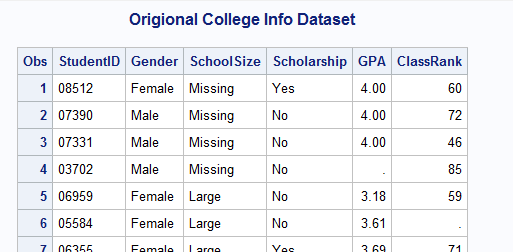 Origional College Info Dataset
Obs StudentID Gender SchoolSize Scholarship GPA ClassRank
1 08512 Female Missing Yes 4.00 60
2 07390 Male Missing No 4.00 72
3 07331 Male Missing No 4.00 46
4 03702 Male Missing No . 85
5 06959 Female Large No 3.18 59
6 05584 Female Large No 3.61 .
7 06355 Female Large Yes 3.69 71